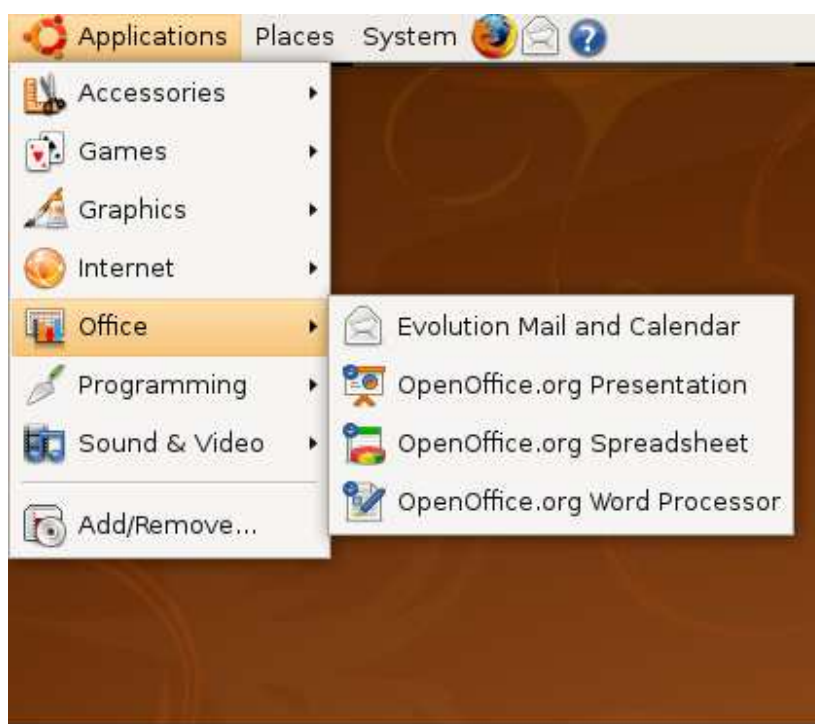 Applications Places System
Accessories
Games
Graphics
Internet
Office
Programming
Sound & Video
Add/Remove...
Evolution Mail and Calendar
OpenOffice.org Presentation
OpenOffice.org Spreadsheet
OpenOffice.org Word Processor